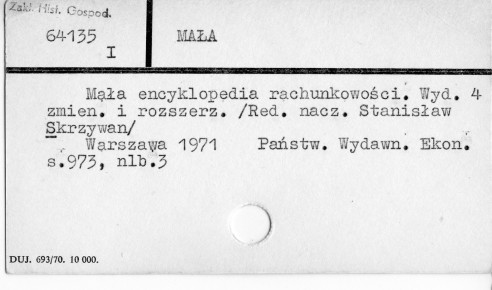 Zakł. Hist. Gospod.
64135
I
MAŁA
Mała encyklopedia rachunkowości. Wyd. 4
zmien. i rozszerz. /Red. nacz. Stanisław
Skrzywan/
Warszawa 1971 Państw. Wydawn. Ekon.
s.973, nlb.3
DUJ. 693/70. 10 000.